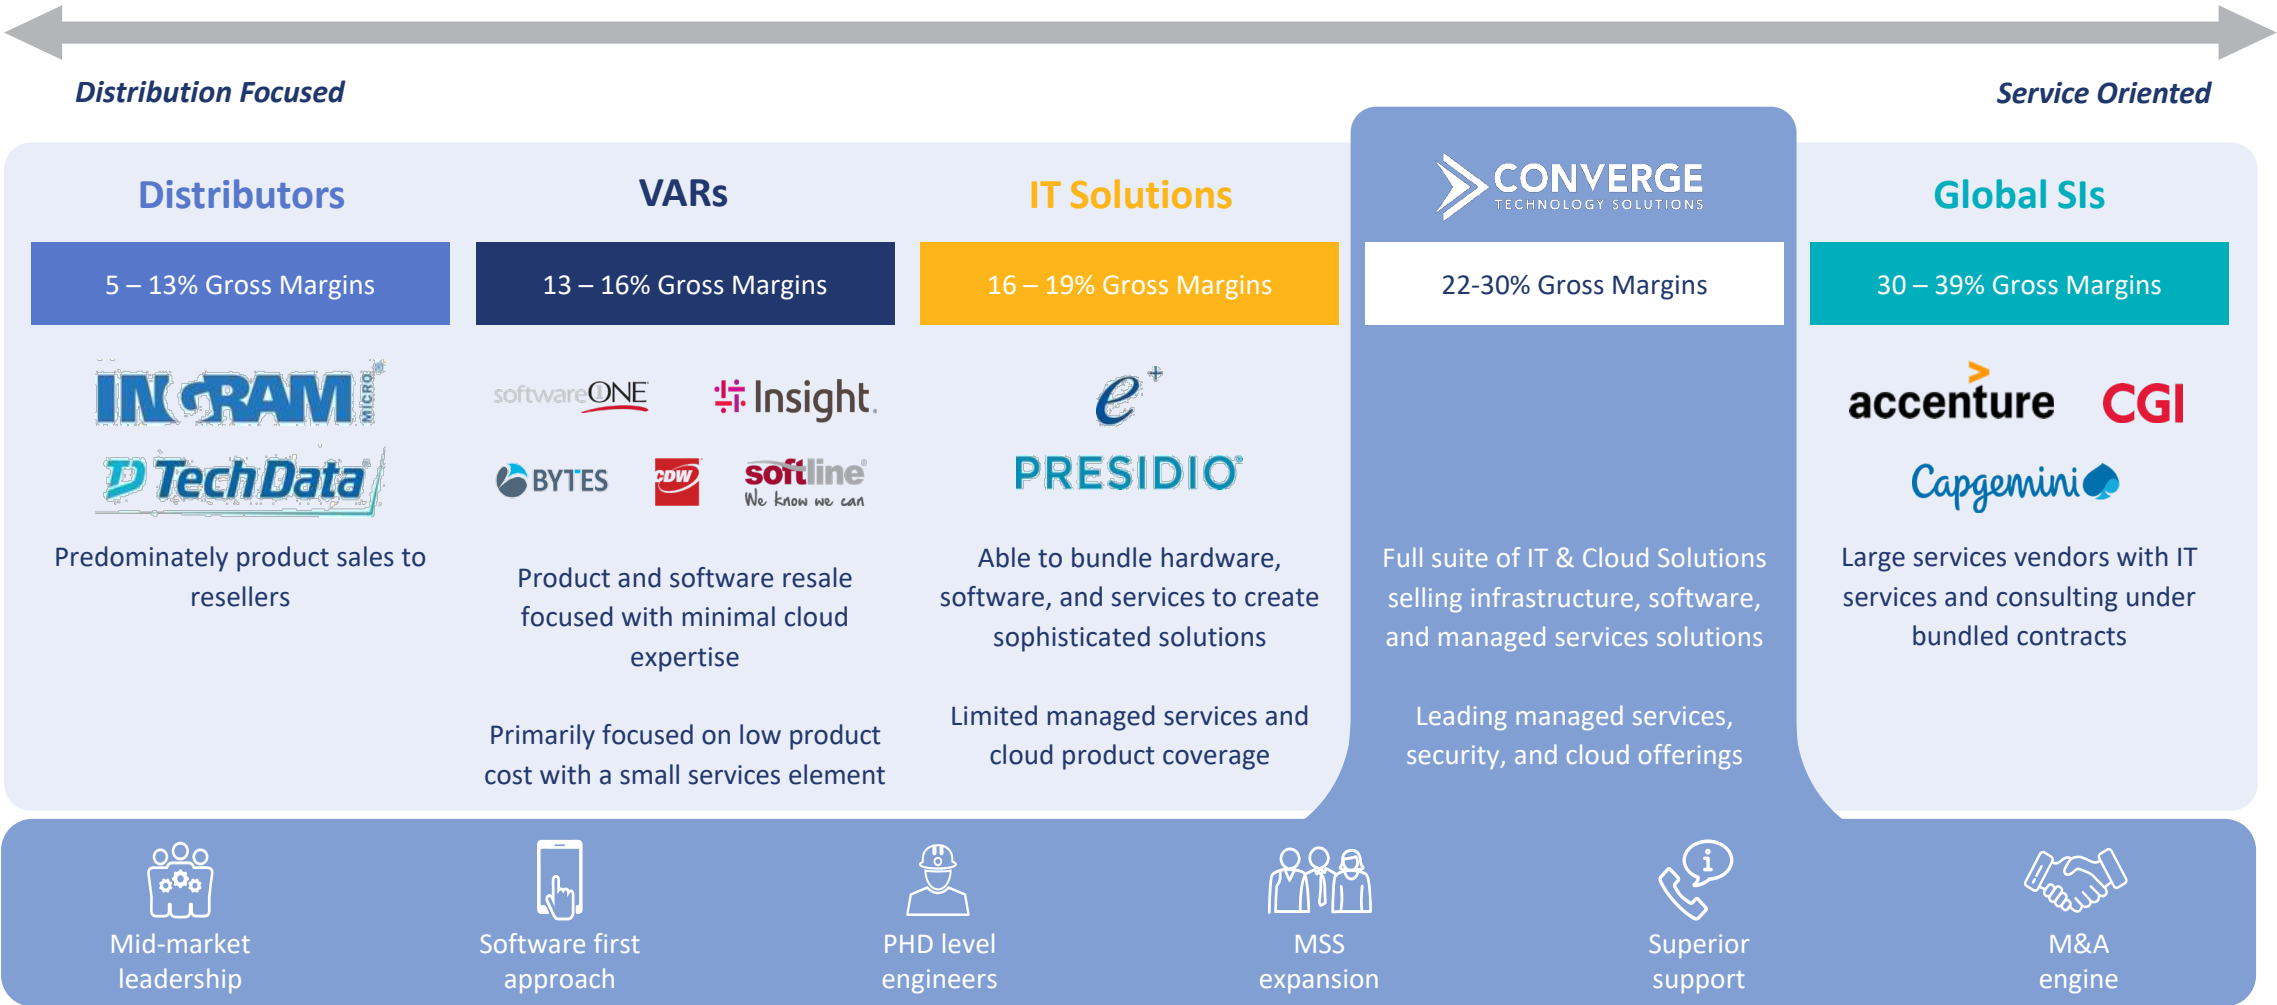 Distribution Focused
Service Oriented
Distributors
5 – 13% Gross Margins
INGRAM MICRO
TechData
Predominately product sales to
resellers
VARs
13 – 16% Gross Margins
softwareONE
Insight.
BYTES
CDW
softline
We know we can
Product and software resale
focused with minimal cloud
expertise
Primarily focused on low product
cost with a small services element
IT Solutions
16 – 19% Gross Margins
e+
PRESIDIO
Able to bundle hardware,
software, and services to create
sophisticated solutions
Limited managed services and
cloud product coverage
CONVERGE
TECHNOLOGY SOLUTIONS
22-30% Gross Margins
Full suite of IT & Cloud Solutions
selling infrastructure, software,
and managed services solutions
Leading managed services,
security, and cloud offerings
Global SIs
30 – 39% Gross Margins
accenture
CGI
Capgemini
Large services vendors with IT
services and consulting under
bundled contracts
Mid-market
leadership
Software first
approach
PHD level
engineers
MSS
expansion
Superior
support
M&A
engine